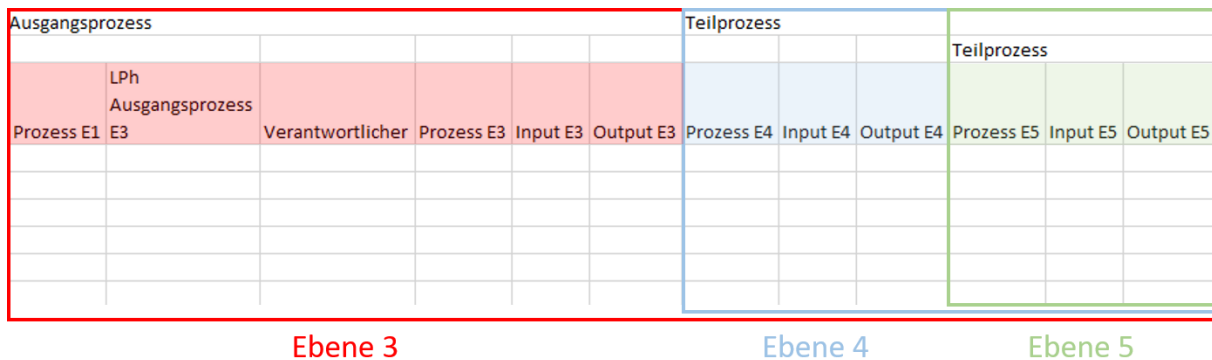 Ausgangsprozess Teilprozess
Teilprozess
LPh
Ausgangsprozess
Prozess E1 E3 Verantwortlicher Prozess E3 Input E3 Output E3 Prozess E4 Input E4 Output E4 Prozess E5 Input E5 Output E5
Ebene 3 Ebene 4 Ebene 5